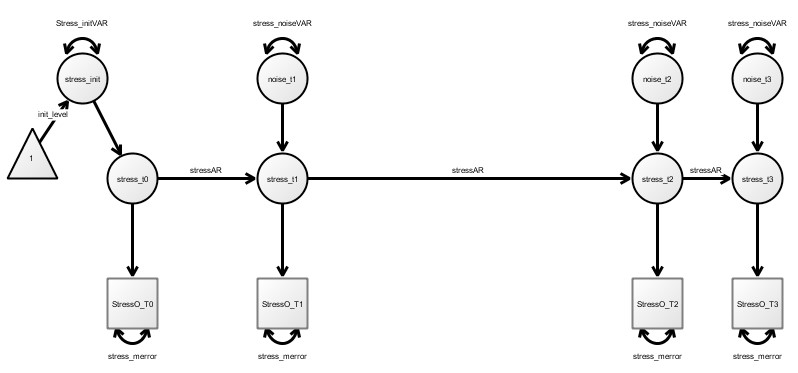 Stress_initVAR
stress_noiseVAR
stress_noiseVAR
stress_noiseVAR
stress_init
noise_t1
noise_t2
noise_t3
init_level
1
stress_t0
stressAR
stress_t1
stressAR
stress_t2
stressAR
stress_t3
StressO_T0
StressO_T1
StressO_T2
StressO_T3
stress_merror
stress_merror
stress_merror
stress_merror